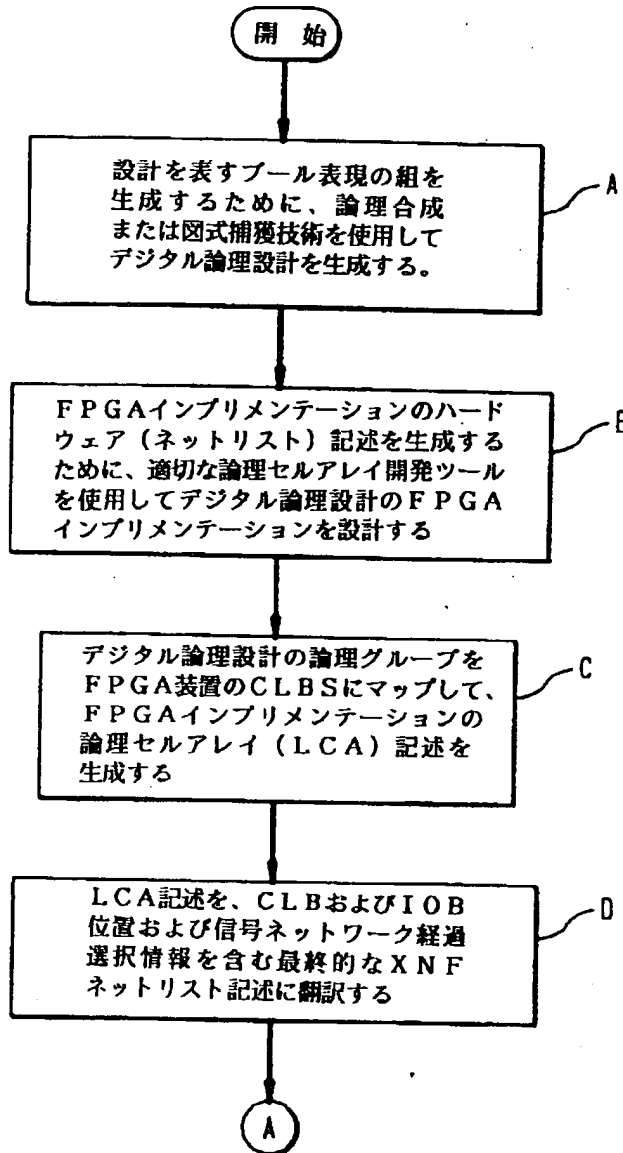 開始
設計を表すブール表現の組を
生成するために、論理合成
または図式捕獲技術を使用して
デジタル論理設計を生成する。
A
FPGAインプリメンテーションのハード
ウェア（ネットリスト）記述を生成する
ために、適切な論理セルアレイ開発ツール
を使用してデジタル論理設計のFPGA
インプリメンテーションを設計する
デジタル論理設計の論理グループを
FPGA装置のCLBSにマップして、
FPGAインプリメンテーションの
論理セルアレイ（LCA）記述を
生成する
C
LCA記述を、CLBおよびIOB
位置および信号ネットワーク経過
選択情報を含む最終的なXNF
ネットリスト記述に翻訳する
D
A